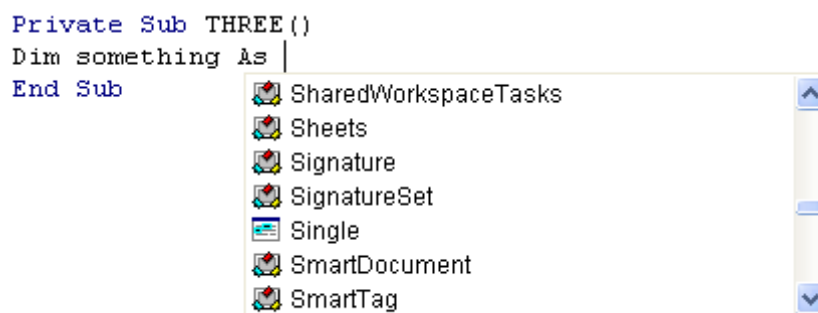 Private Sub THREE()
Dim something As
End Sub
SharedWorkspaceTasks
Sheets
Signature
SignatureSet
Single
SmartDocument
SmartTag